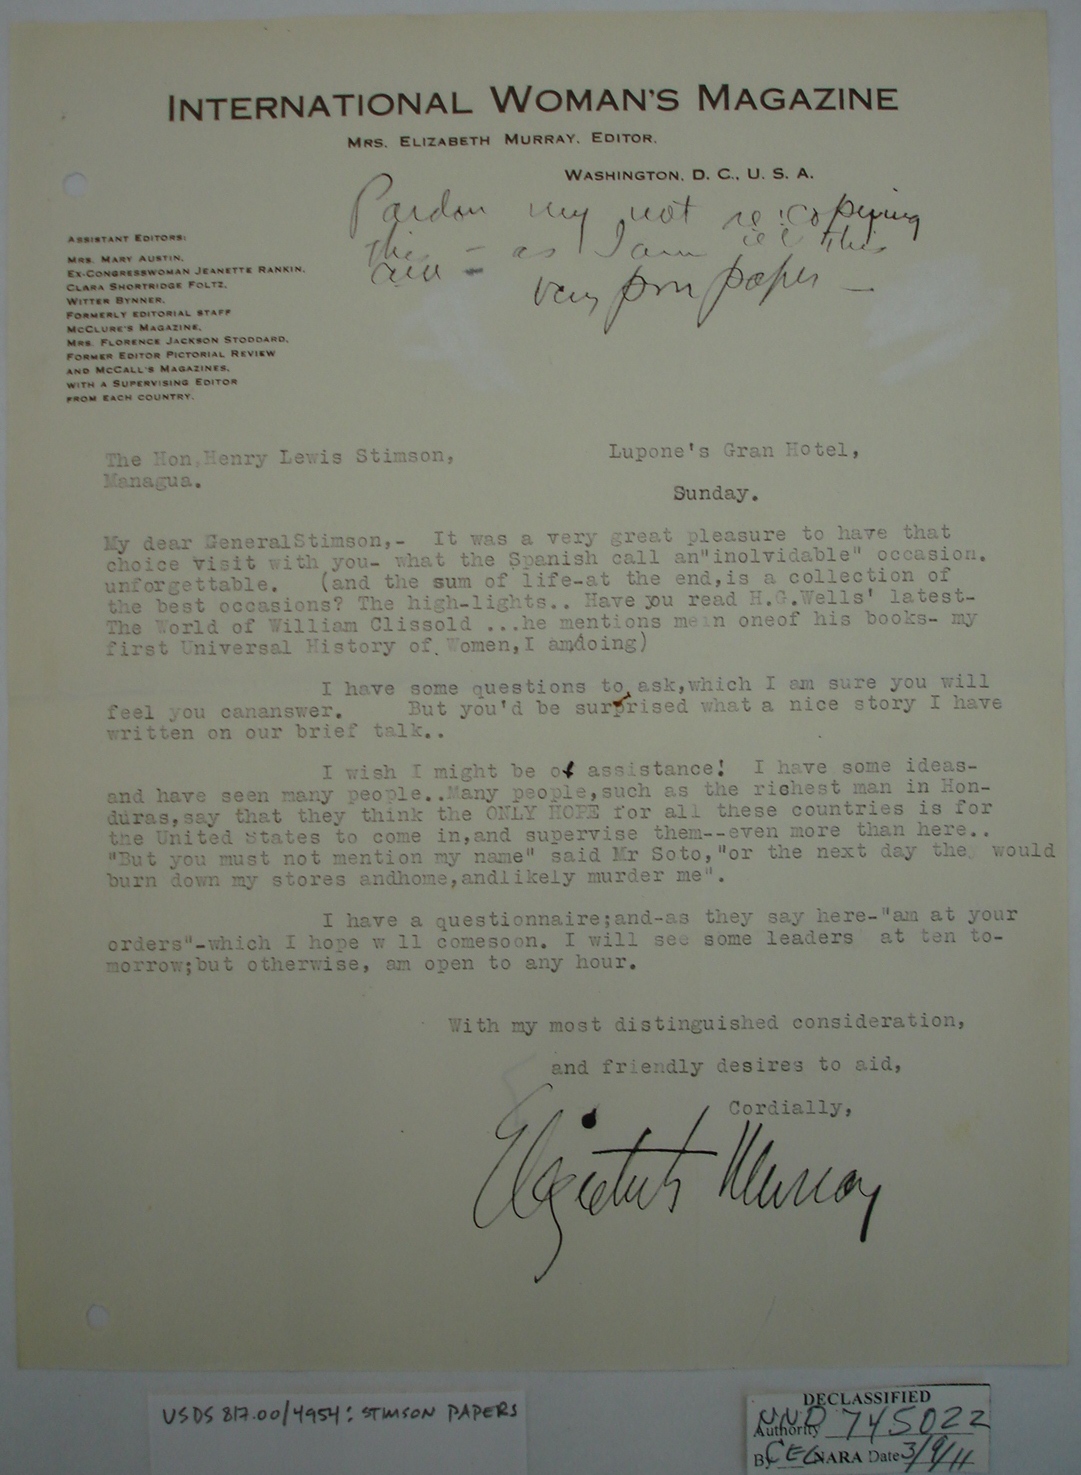 INTERNATIONAL WOMAN'S MAGAZINE
MRS. ELIZABETH MURRAY, EDITOR.
WASHINGTON, D. C., U. S. A.
Pardon my not re-copying
this - as I am
all this
very poor paper -
ASSISTANT EDITORS:
MRS. MARY AUSTIN,
EX-CONGRESSWOMAN JEANETTE RANKIN,
CLARA SHORTRIDGE FOLTZ,
WITTER BYNNER,
FORMERLY EDITORIAL STAFF
MCCLURE'S MAGAZINE,
MRS. FLORENCE JACKSON STODDARD,
FORMER EDITOR PICTORIAL REVIEW
AND MCCALL'S MAGAZINES,
WITH A SUPERVISING EDITOR
FROM EACH COUNTRY.
The Hon.Henry Lewis Stimson,
Managua.
Lupone's Gran Hotel,
Sunday.
My dear GeneralStimson,- It was a very great pleasure to have that
choice visit with you- what the Spanish call an"inolvidable" occasion.
unforgettable. (and the sum of life-at the end,is a collection of
the best occasions? The high-lights.. Have you read H.G.Wells' latest-
The World of William Clissold ...he mentions me in oneof his books- my
first Universal History of Women,I amdoing)
I have some questions to ask,which I am sure you will
feel you cananswer. But you'd be surprised what a nice story I have
written on our brief talk..
I wish I might be of assistance! I have some ideas-
and have seen many people..Many people,such as the richest man in Hon-
duras,say that they think the ONLY HOPE for all these countries is for
the United States to come in,and supervise them--even more than here..
"But you must not mention my name" said Mr Soto,"or the next day they would
burn down my stores andhome,andlikely murder me".
I have a questionnaire;and-as they say here-"am at your
orders"-which I hope w ll comesoon. I will see some leaders at ten to-
morrow;but otherwise, am open to any hour.
With my most distinguished consideration,
and friendly desires to aid,
Cordially,
Elizabeth Murray
USDS 817.00/4954: STIMSON PAPERS
DECLASSIFIED
Authority NND 745022
By CEG NARA Date 3/9/11